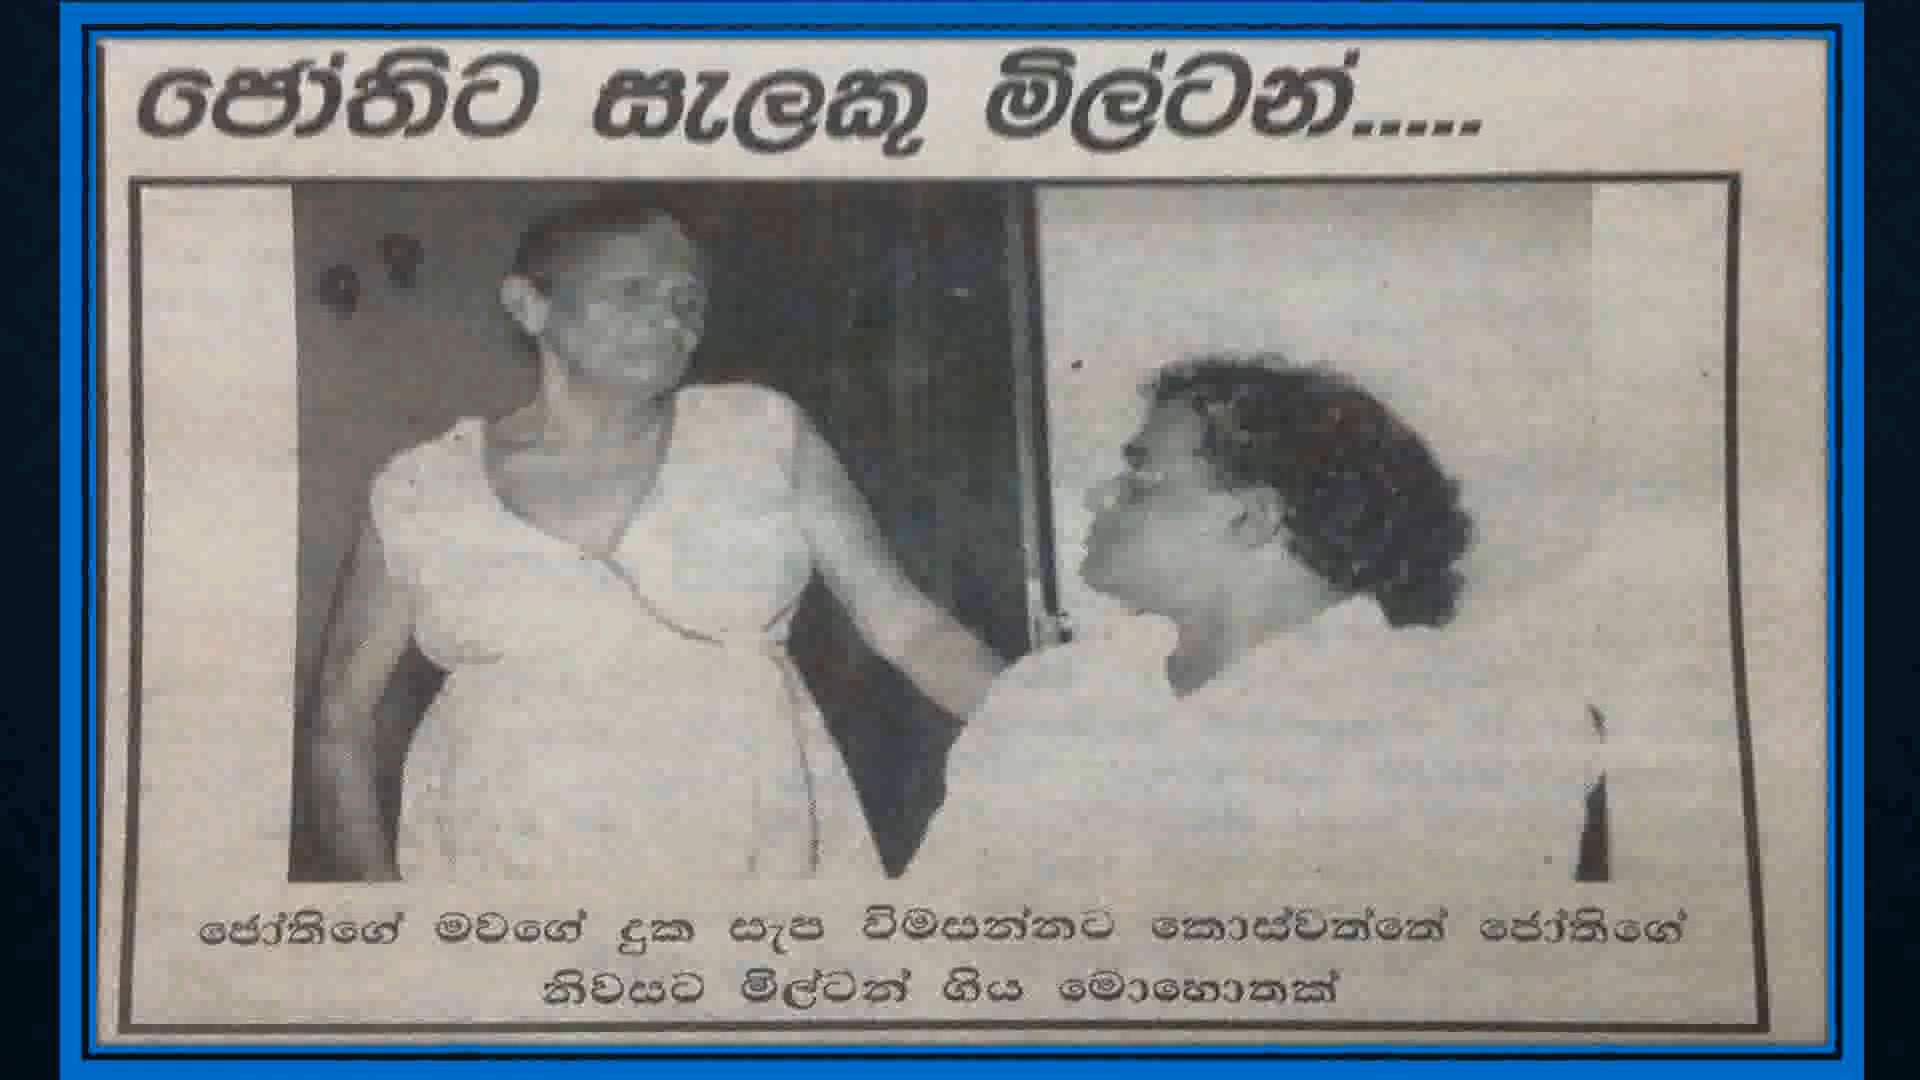 ජෝතිට සැලකු මිල්ටන්.....
ජෝතිගේ මවගේ දුක සැප විමසන්නට කොස්වත්තේ ජෝතිගේ
නිවසට මිල්ටන් ගිය මොහොතක්